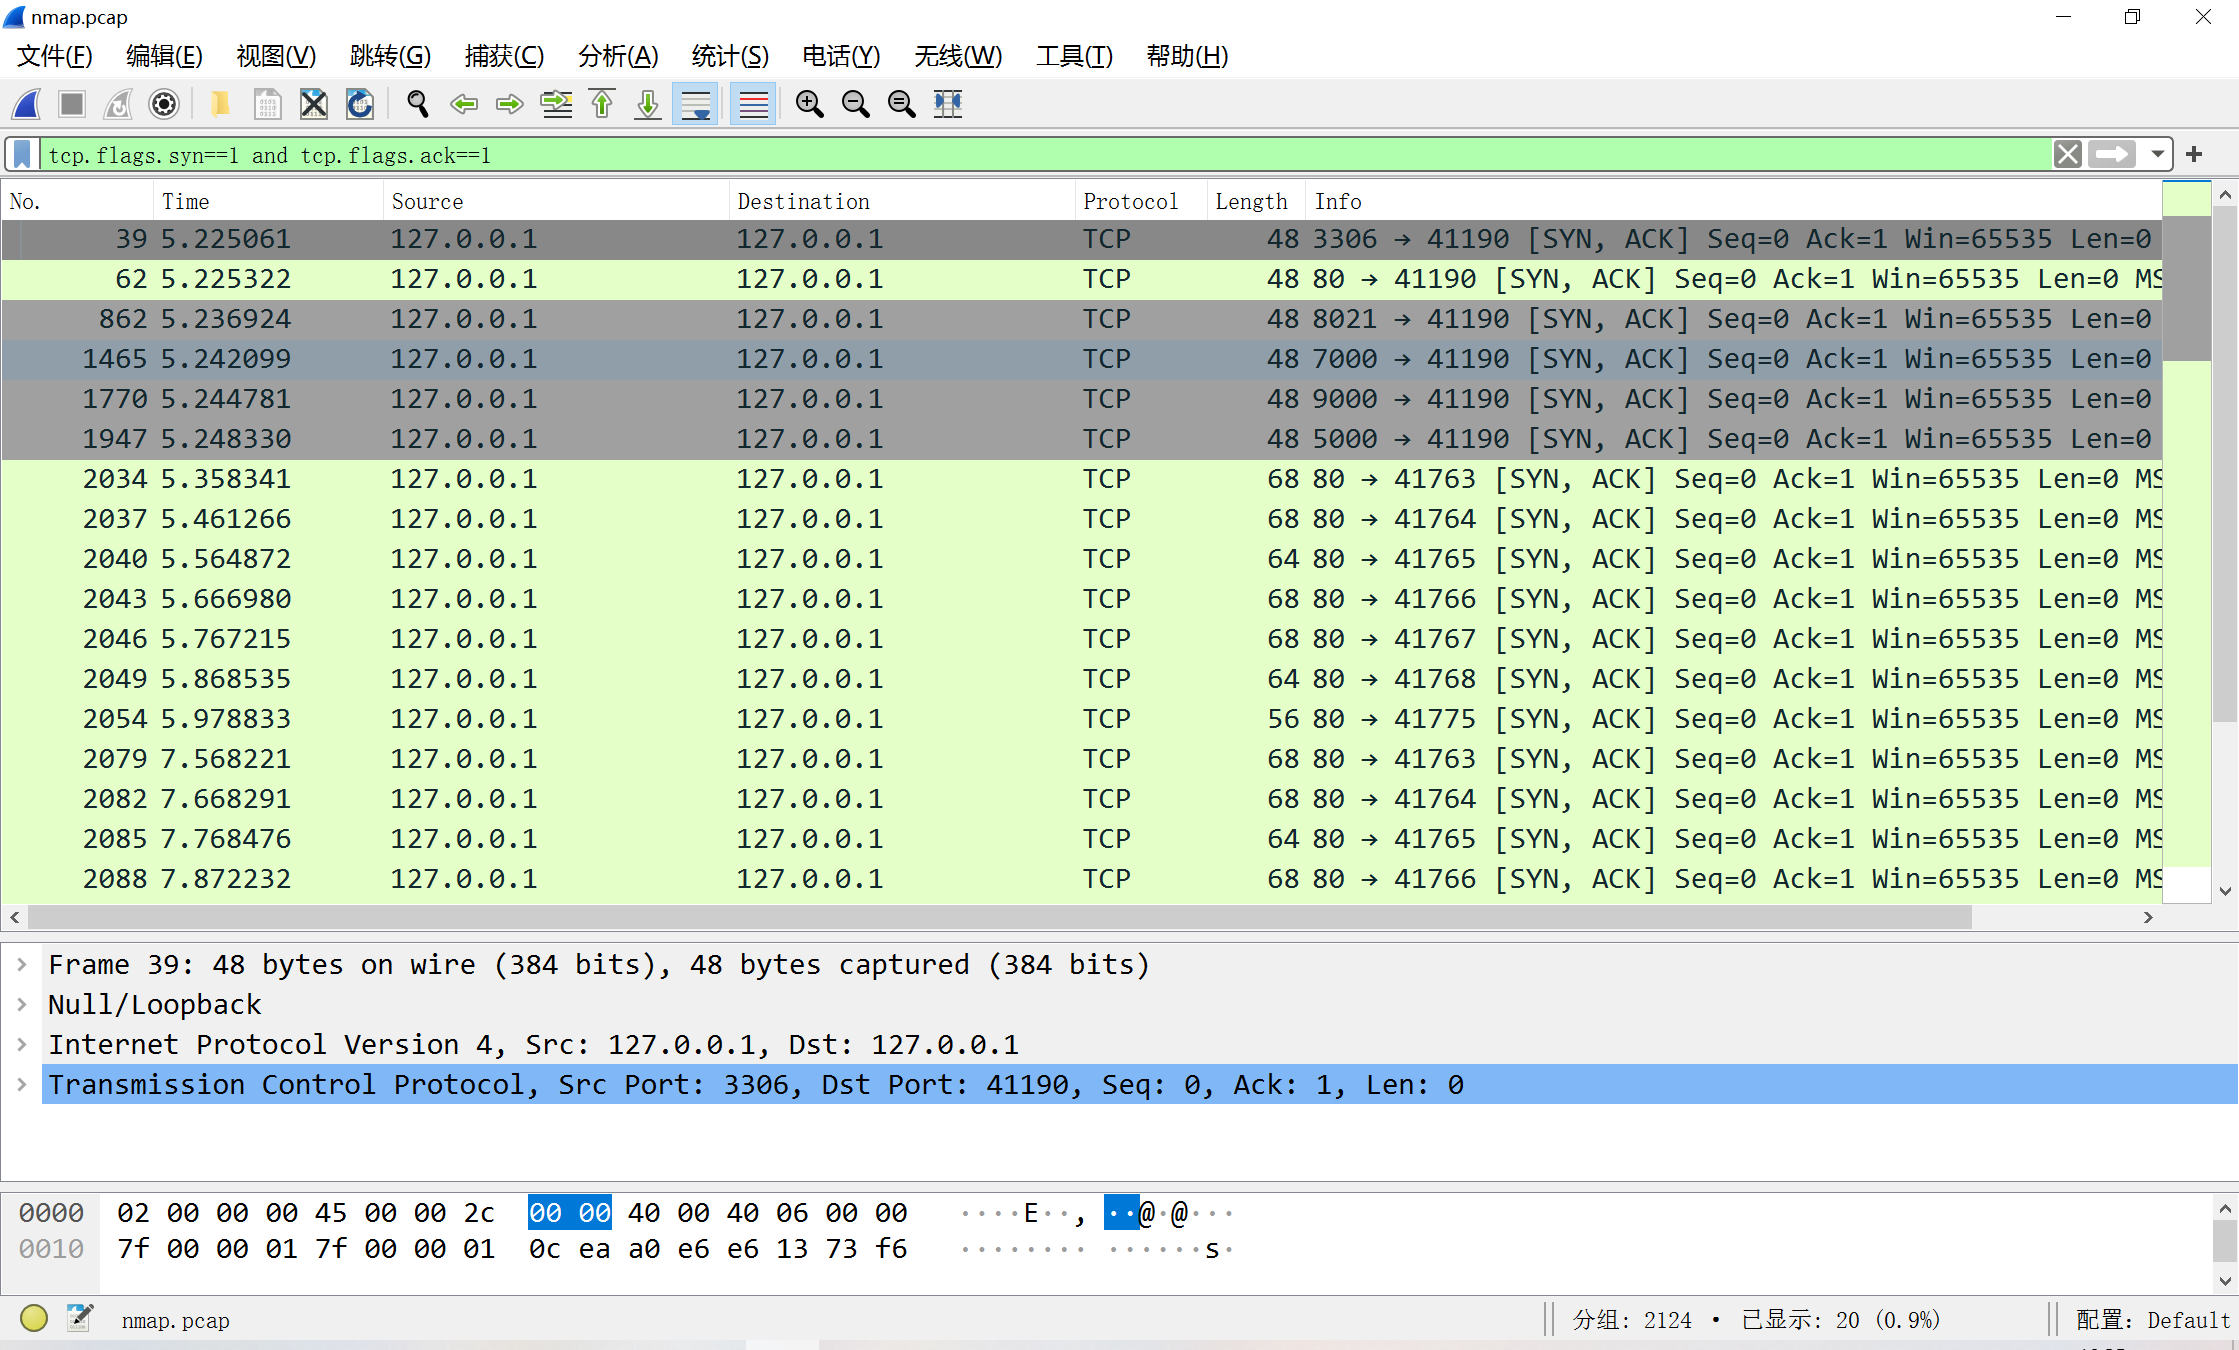 nmap.pcap
文件(F) 编辑(E) 视图(V) 跳转(G) 捕获(C) 分析(A) 统计(S) 电话(Y) 无线(W) 工具(T) 帮助(H)
tcp.flags.syn==1 and tcp.flags.ack==1
No. Time Source Destination Protocol Length Info
39 5.225061 127.0.0.1 127.0.0.1 TCP 48 3306 → 41190 [SYN, ACK] Seq=0 Ack=1 Win=65535 Len=0
62 5.225322 127.0.0.1 127.0.0.1 TCP 48 80 → 41190 [SYN, ACK] Seq=0 Ack=1 Win=65535 Len=0 MS
862 5.236924 127.0.0.1 127.0.0.1 TCP 48 8021 → 41190 [SYN, ACK] Seq=0 Ack=1 Win=65535 Len=0
1465 5.242099 127.0.0.1 127.0.0.1 TCP 48 7000 → 41190 [SYN, ACK] Seq=0 Ack=1 Win=65535 Len=0
1770 5.244781 127.0.0.1 127.0.0.1 TCP 48 9000 → 41190 [SYN, ACK] Seq=0 Ack=1 Win=65535 Len=0
1947 5.248330 127.0.0.1 127.0.0.1 TCP 48 5000 → 41190 [SYN, ACK] Seq=0 Ack=1 Win=65535 Len=0
2034 5.358341 127.0.0.1 127.0.0.1 TCP 68 80 → 41763 [SYN, ACK] Seq=0 Ack=1 Win=65535 Len=0 MS
2037 5.461266 127.0.0.1 127.0.0.1 TCP 68 80 → 41764 [SYN, ACK] Seq=0 Ack=1 Win=65535 Len=0 MS
2040 5.564872 127.0.0.1 127.0.0.1 TCP 64 80 → 41765 [SYN, ACK] Seq=0 Ack=1 Win=65535 Len=0 MS
2043 5.666980 127.0.0.1 127.0.0.1 TCP 68 80 → 41766 [SYN, ACK] Seq=0 Ack=1 Win=65535 Len=0 MS
2046 5.767215 127.0.0.1 127.0.0.1 TCP 68 80 → 41767 [SYN, ACK] Seq=0 Ack=1 Win=65535 Len=0 MS
2049 5.868535 127.0.0.1 127.0.0.1 TCP 64 80 → 41768 [SYN, ACK] Seq=0 Ack=1 Win=65535 Len=0 MS
2054 5.978833 127.0.0.1 127.0.0.1 TCP 56 80 → 41775 [SYN, ACK] Seq=0 Ack=1 Win=65535 Len=0 MS
2079 7.568221 127.0.0.1 127.0.0.1 TCP 68 80 → 41763 [SYN, ACK] Seq=0 Ack=1 Win=65535 Len=0 MS
2082 7.668291 127.0.0.1 127.0.0.1 TCP 68 80 → 41764 [SYN, ACK] Seq=0 Ack=1 Win=65535 Len=0 MS
2085 7.768476 127.0.0.1 127.0.0.1 TCP 64 80 → 41765 [SYN, ACK] Seq=0 Ack=1 Win=65535 Len=0 MS
2088 7.872232 127.0.0.1 127.0.0.1 TCP 68 80 → 41766 [SYN, ACK] Seq=0 Ack=1 Win=65535 Len=0 MS
Frame 39: 48 bytes on wire (384 bits), 48 bytes captured (384 bits)
Null/Loopback
Internet Protocol Version 4, Src: 127.0.0.1, Dst: 127.0.0.1
Transmission Control Protocol, Src Port: 3306, Dst Port: 41190, Seq: 0, Ack: 1, Len: 0
0000 02 00 00 00 45 00 00 2c 00 00 40 00 40 06 00 00 ····E··, ··@·@···
0010 7f 00 00 01 7f 00 00 01 0c ea a0 e6 e6 13 73 f6 ········ ······s·
nmap.pcap 分组: 2124 · 已显示: 20 (0.9%) 配置: Default